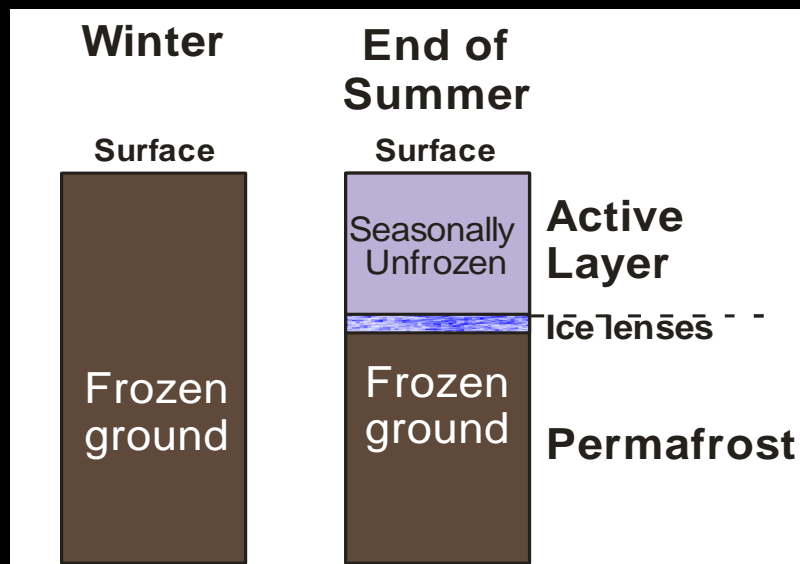 Winter
End of
Summer
Surface
Surface
Seasonally
Unfrozen
Active
Layer
Ice lenses
Frozen
ground
Frozen
ground
Permafrost